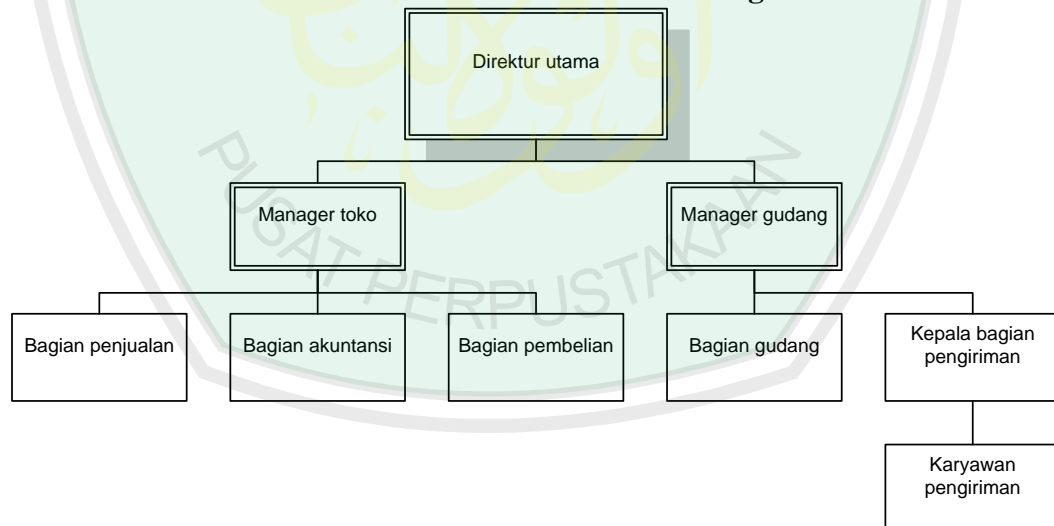 Direktur utama
Manager toko
Manager gudang
Bagian penjualan
Bagian akuntansi
Bagian pembelian
Bagian gudang
Kepala bagian
pengiriman
Karyawan
pengiriman
PUSAT PERPUSTAKAAN